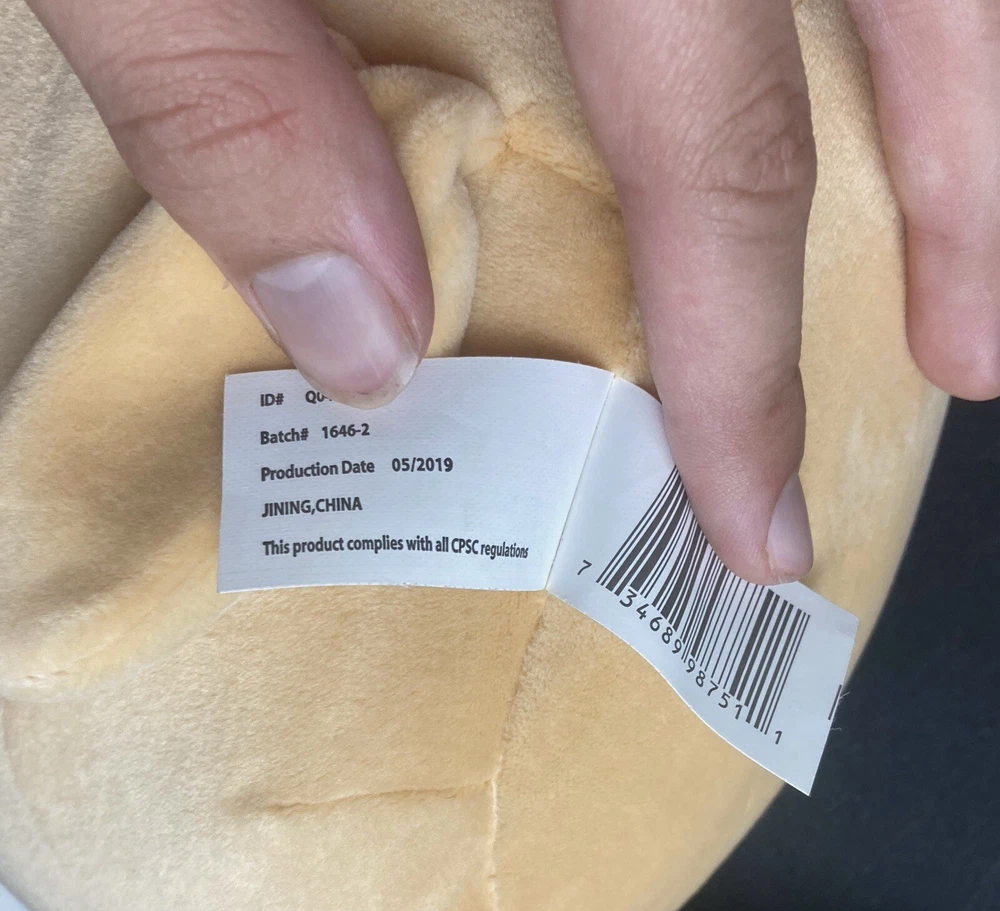 ID#
Batch# 1646-2
Production Date 05/2019
JINING,CHINA
This product complies with all CPSC regulations
7 34689 98751 1